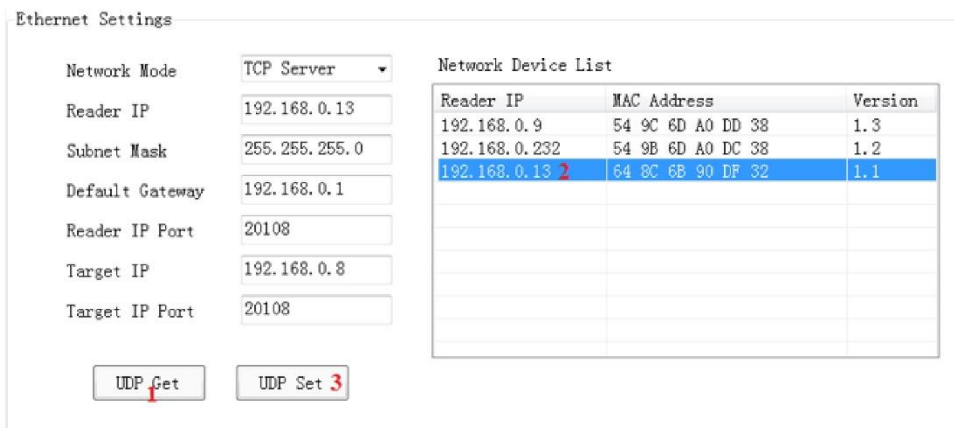 Ethernet Settings
Network Mode TCP Server
Reader IP 192.168.0.13
Subnet Mask 255.255.255.0
Default Gateway 192.168.0.1
Reader IP Port 20108
Target IP 192.168.0.8
Target IP Port 20108
UDP Get 1
UDP Set 3
Network Device List
Reader IP MAC Address Version
192.168.0.9 54 9C 6D A0 DD 38 1.3
192.168.0.232 54 9B 6D A0 DC 38 1.2
192.168.0.13 2 64 8C 6B 90 DF 32 1.1